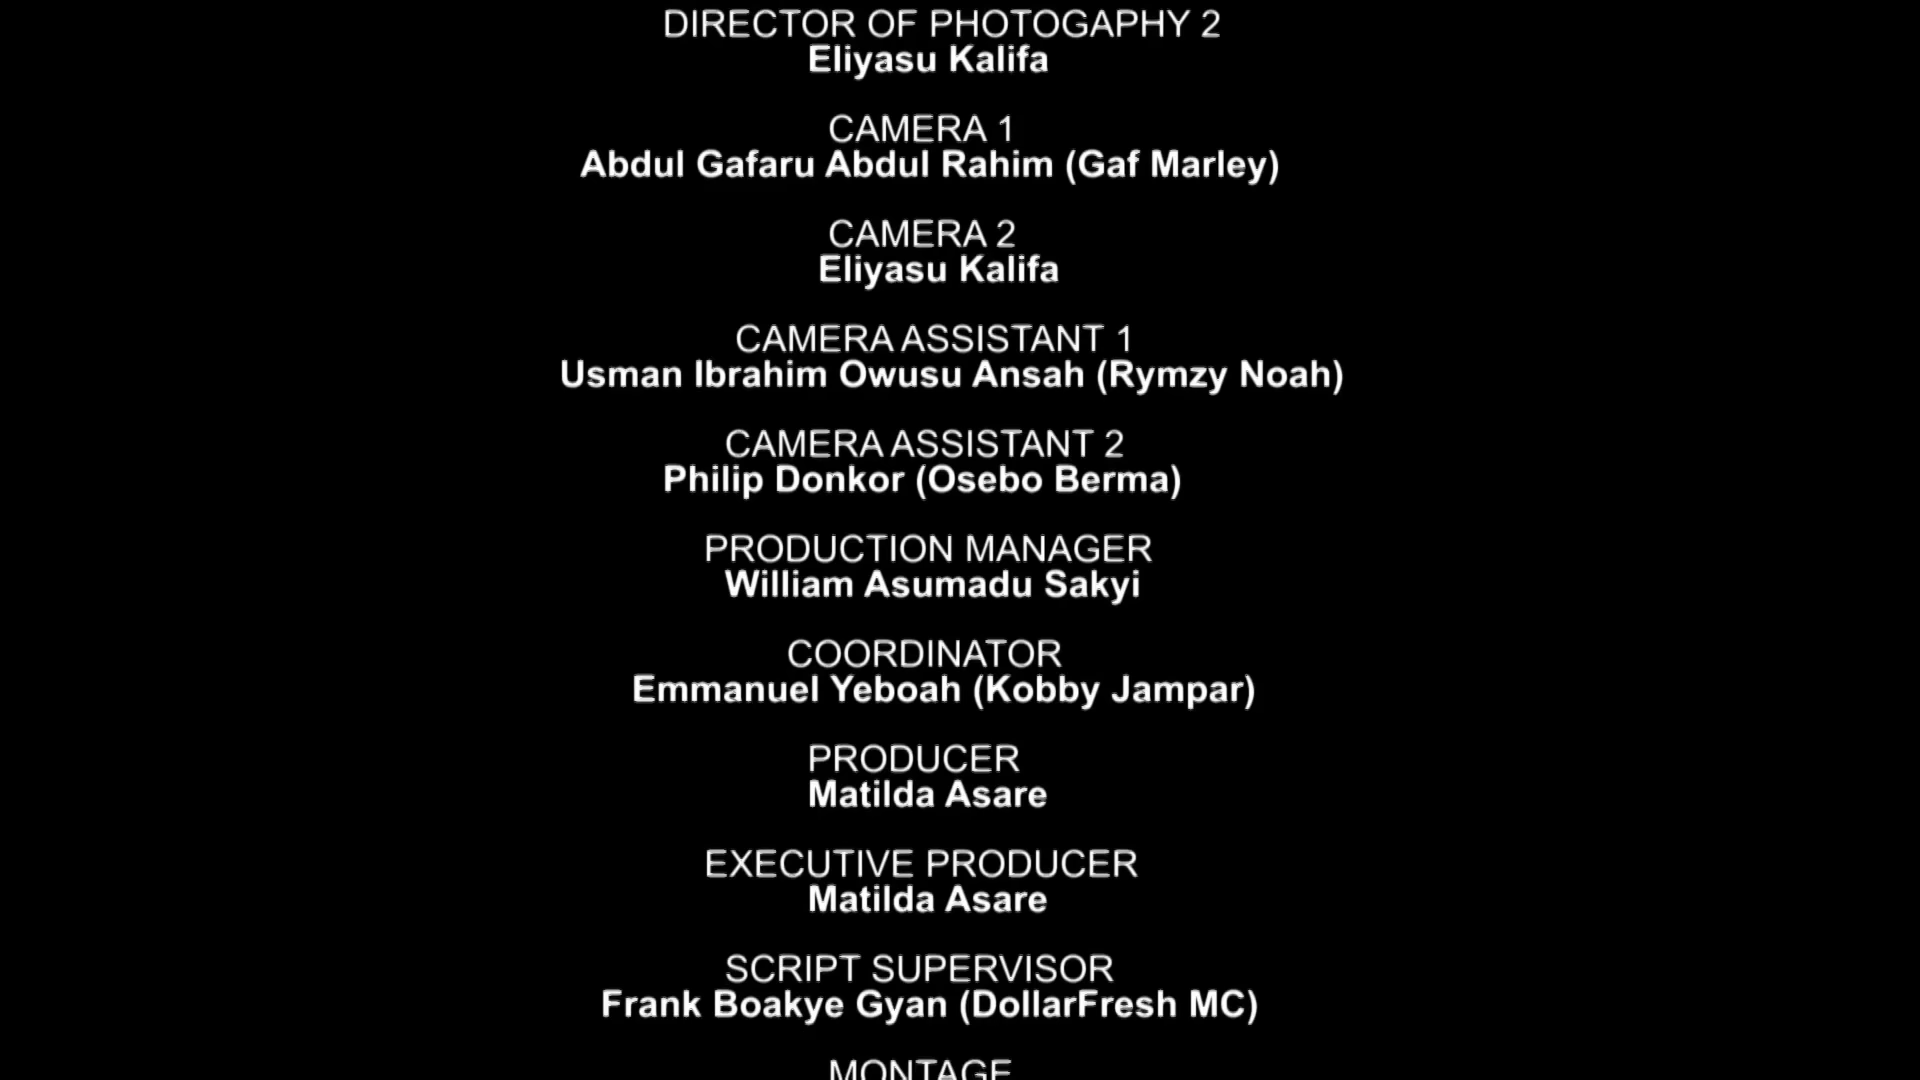 DIRECTOR OF PHOTOGAPHY 2
Eliyasu Kalifa
CAMERA 1
Abdul Gafaru Abdul Rahim (Gaf Marley)
CAMERA 2
Eliyasu Kalifa
CAMERA ASSISTANT 1
Usman Ibrahim Owusu Ansah (Rymzy Noah)
CAMERA ASSISTANT 2
Philip Donkor (Osebo Berma)
PRODUCTION MANAGER
William Asumadu Sakyi
COORDINATOR
Emmanuel Yeboah (Kobby Jampar)
PRODUCER
Matilda Asare
EXECUTIVE PRODUCER
Matilda Asare
SCRIPT SUPERVISOR
Frank Boakye Gyan (DollarFresh MC)
MONTAGE